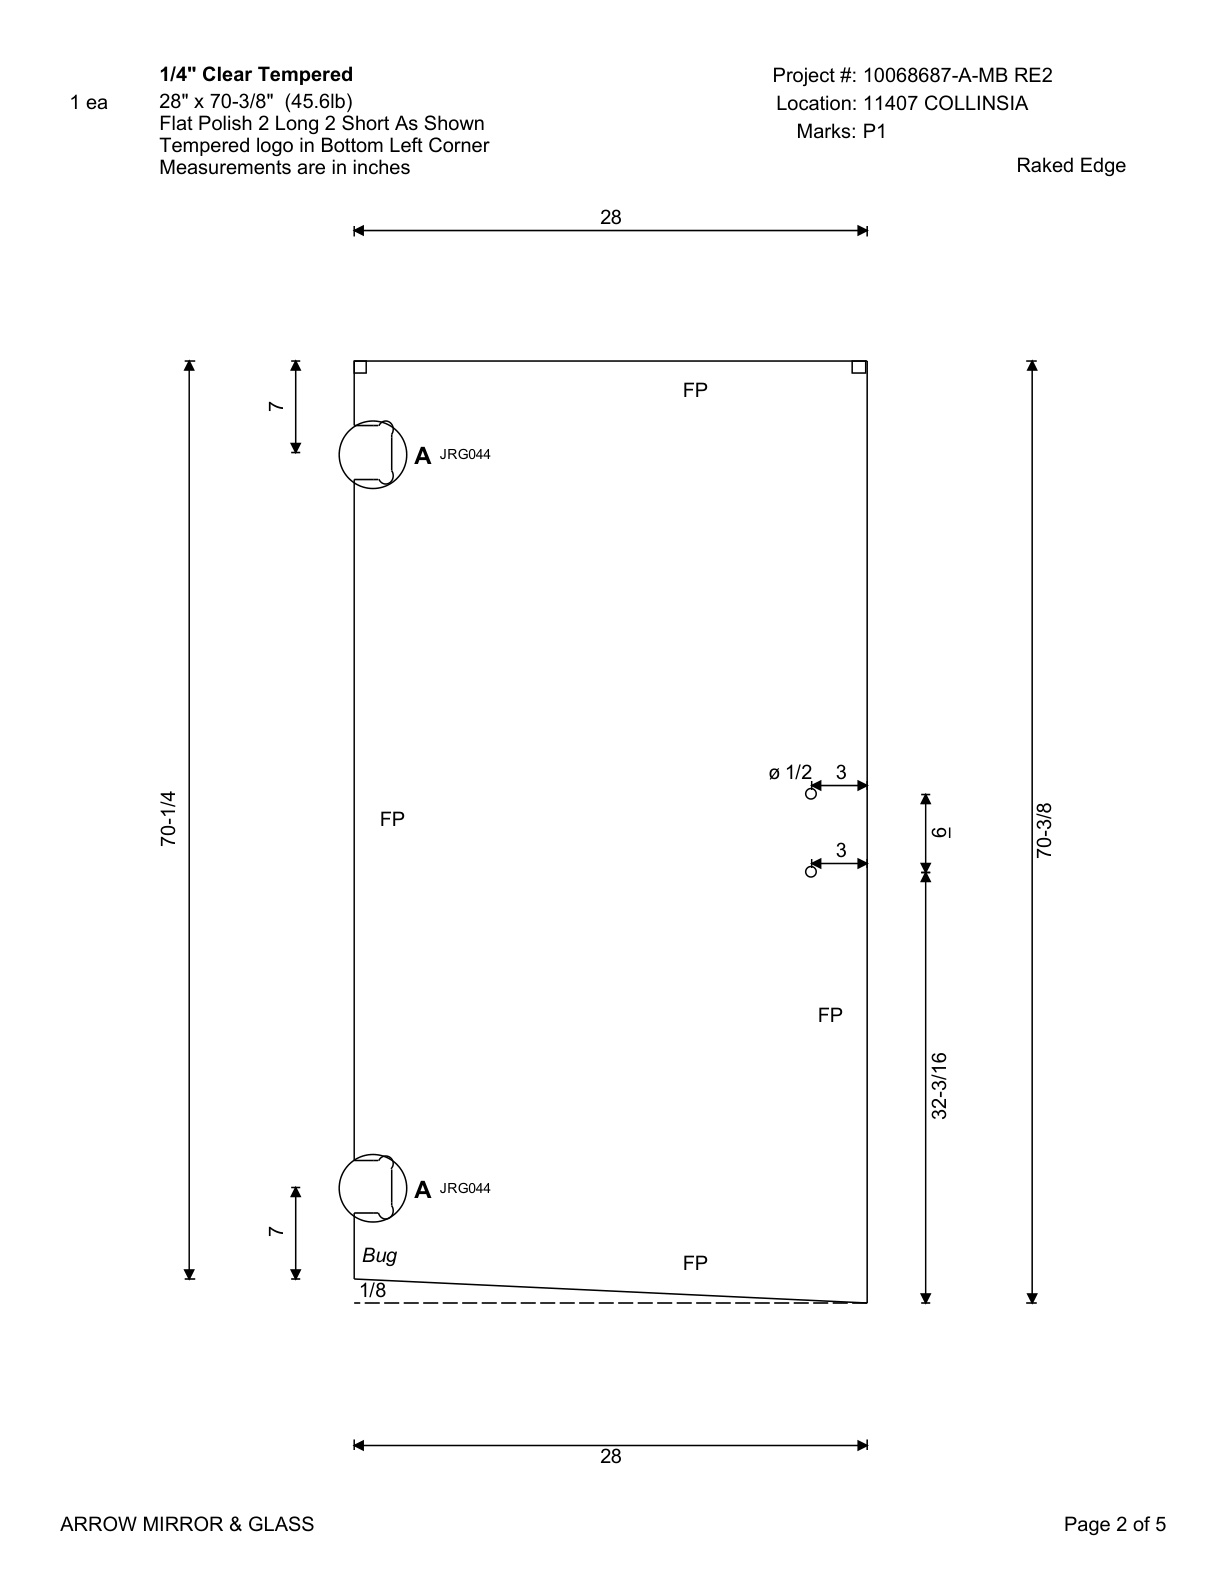 1/4" Clear Tempered
1 ea
28" x 70-3/8" (45.6lb)
Flat Polish 2 Long 2 Short As Shown
Tempered logo in Bottom Left Corner
Measurements are in inches
Project #: 10068687-A-MB RE2
Location: 11407 COLLINSIA
Marks: P1
Raked Edge
28
FP
7
A JRG044
ø 1/2
3
70-1/4
FP
6
70-3/8
3
FP
32-3/16
A JRG044
7
Bug
FP
1/8
28
ARROW MIRROR & GLASS
Page 2 of 5